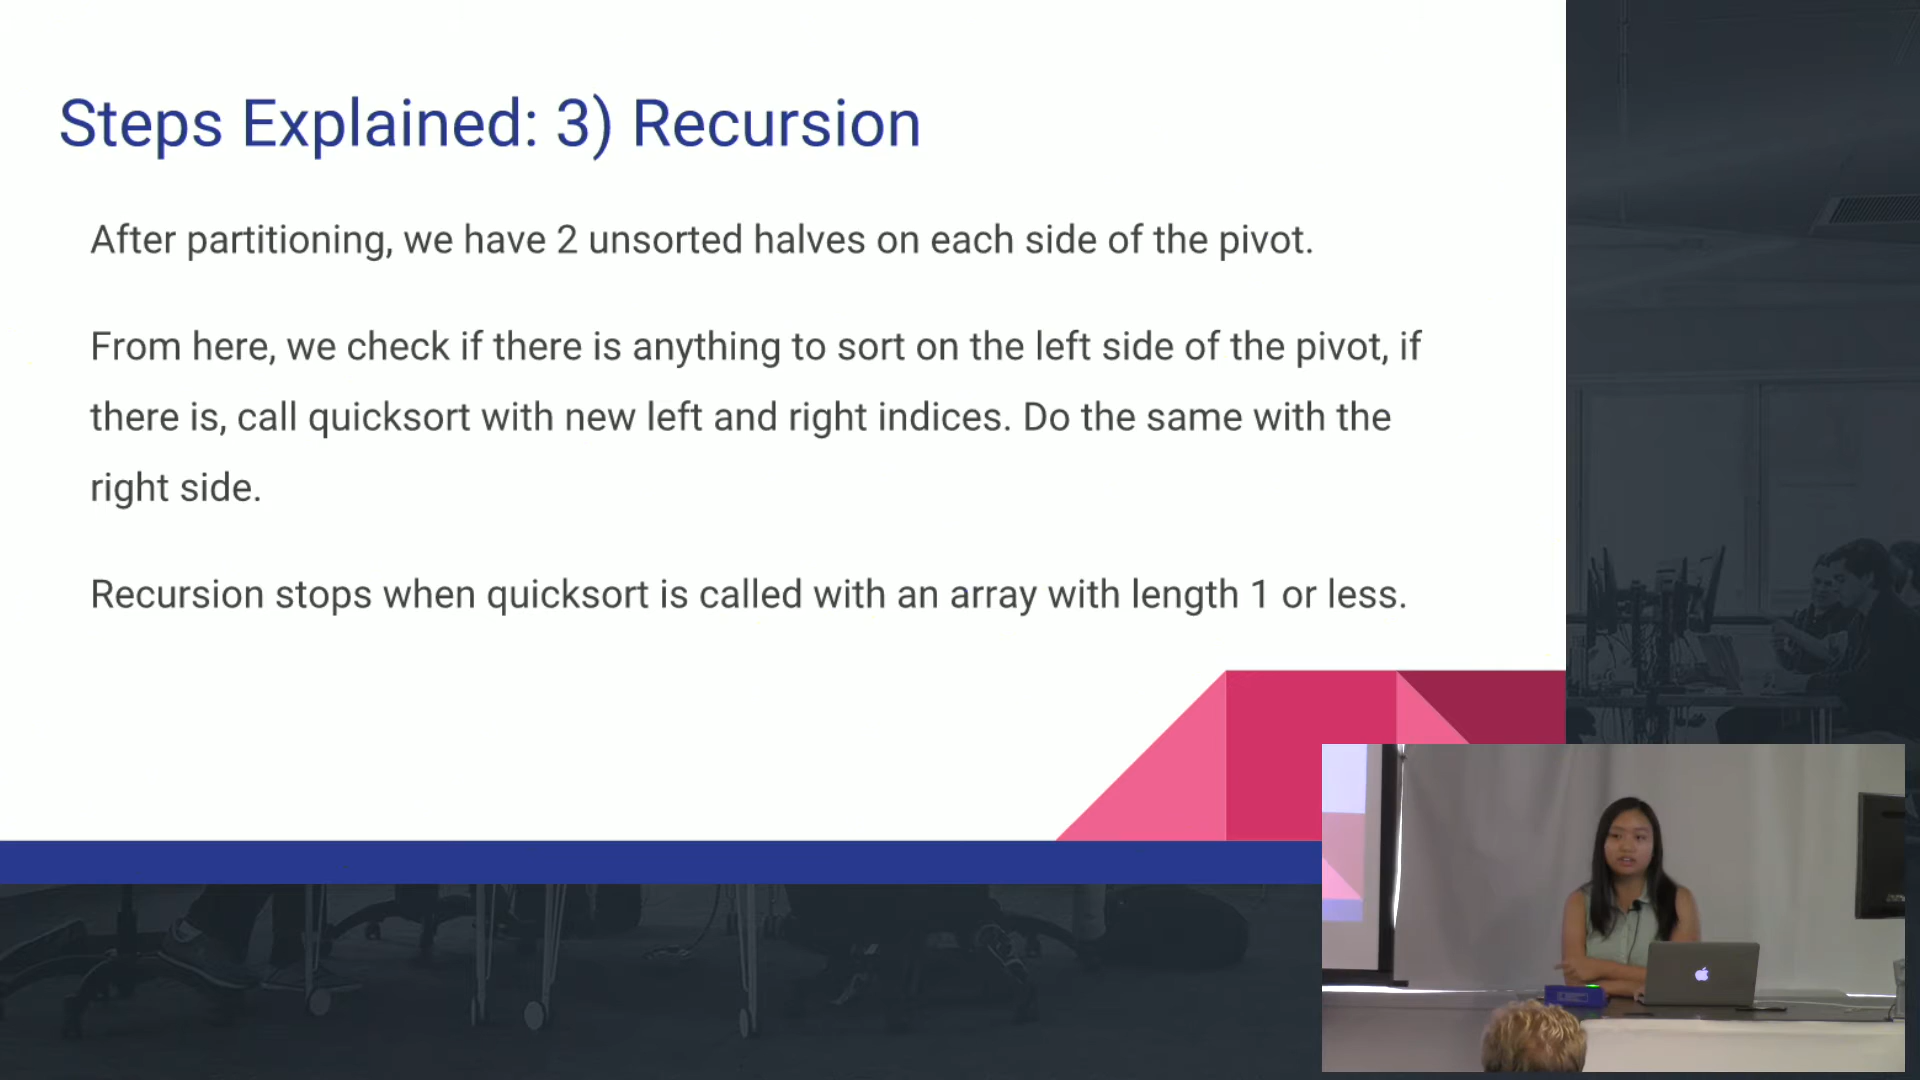 Steps Explained: 3) Recursion
After partitioning, we have 2 unsorted halves on each side of the pivot.
From here, we check if there is anything to sort on the left side of the pivot, if
there is, call quicksort with new left and right indices. Do the same with the
right side.
Recursion stops when quicksort is called with an array with length 1 or less.